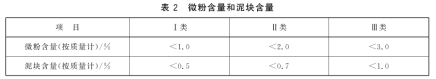 表 2 微粉含量和泥块含量
项 目 Ⅰ类 Ⅱ类 Ⅲ类
微粉含量(按质量计)/% <1.0 <2.0 <3.0
泥块含量(按质量计)/% <0.5 <0.7 <1.0